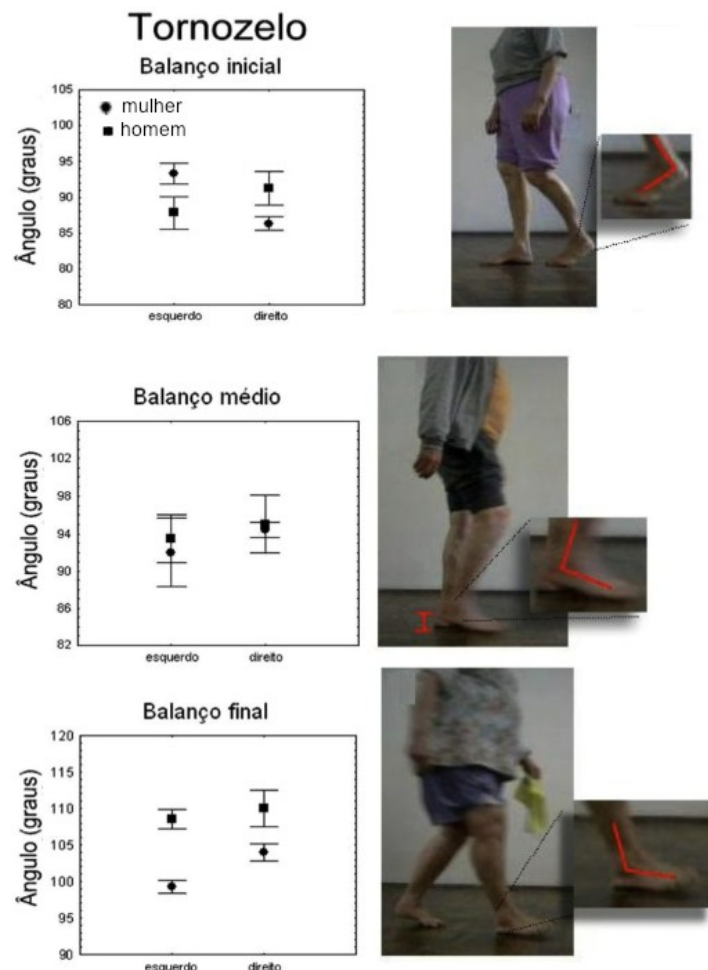 Tornozelo
Balanço inicial
Ângulo (graus)
105
100
95
90
85
80
mulher
homem
esquerdo
direito
Balanço médio
Ângulo (graus)
106
102
98
94
90
86
82
esquerdo
direito
Balanço final
Ângulo (graus)
120
115
110
105
100
95
90
esquerdo
direito